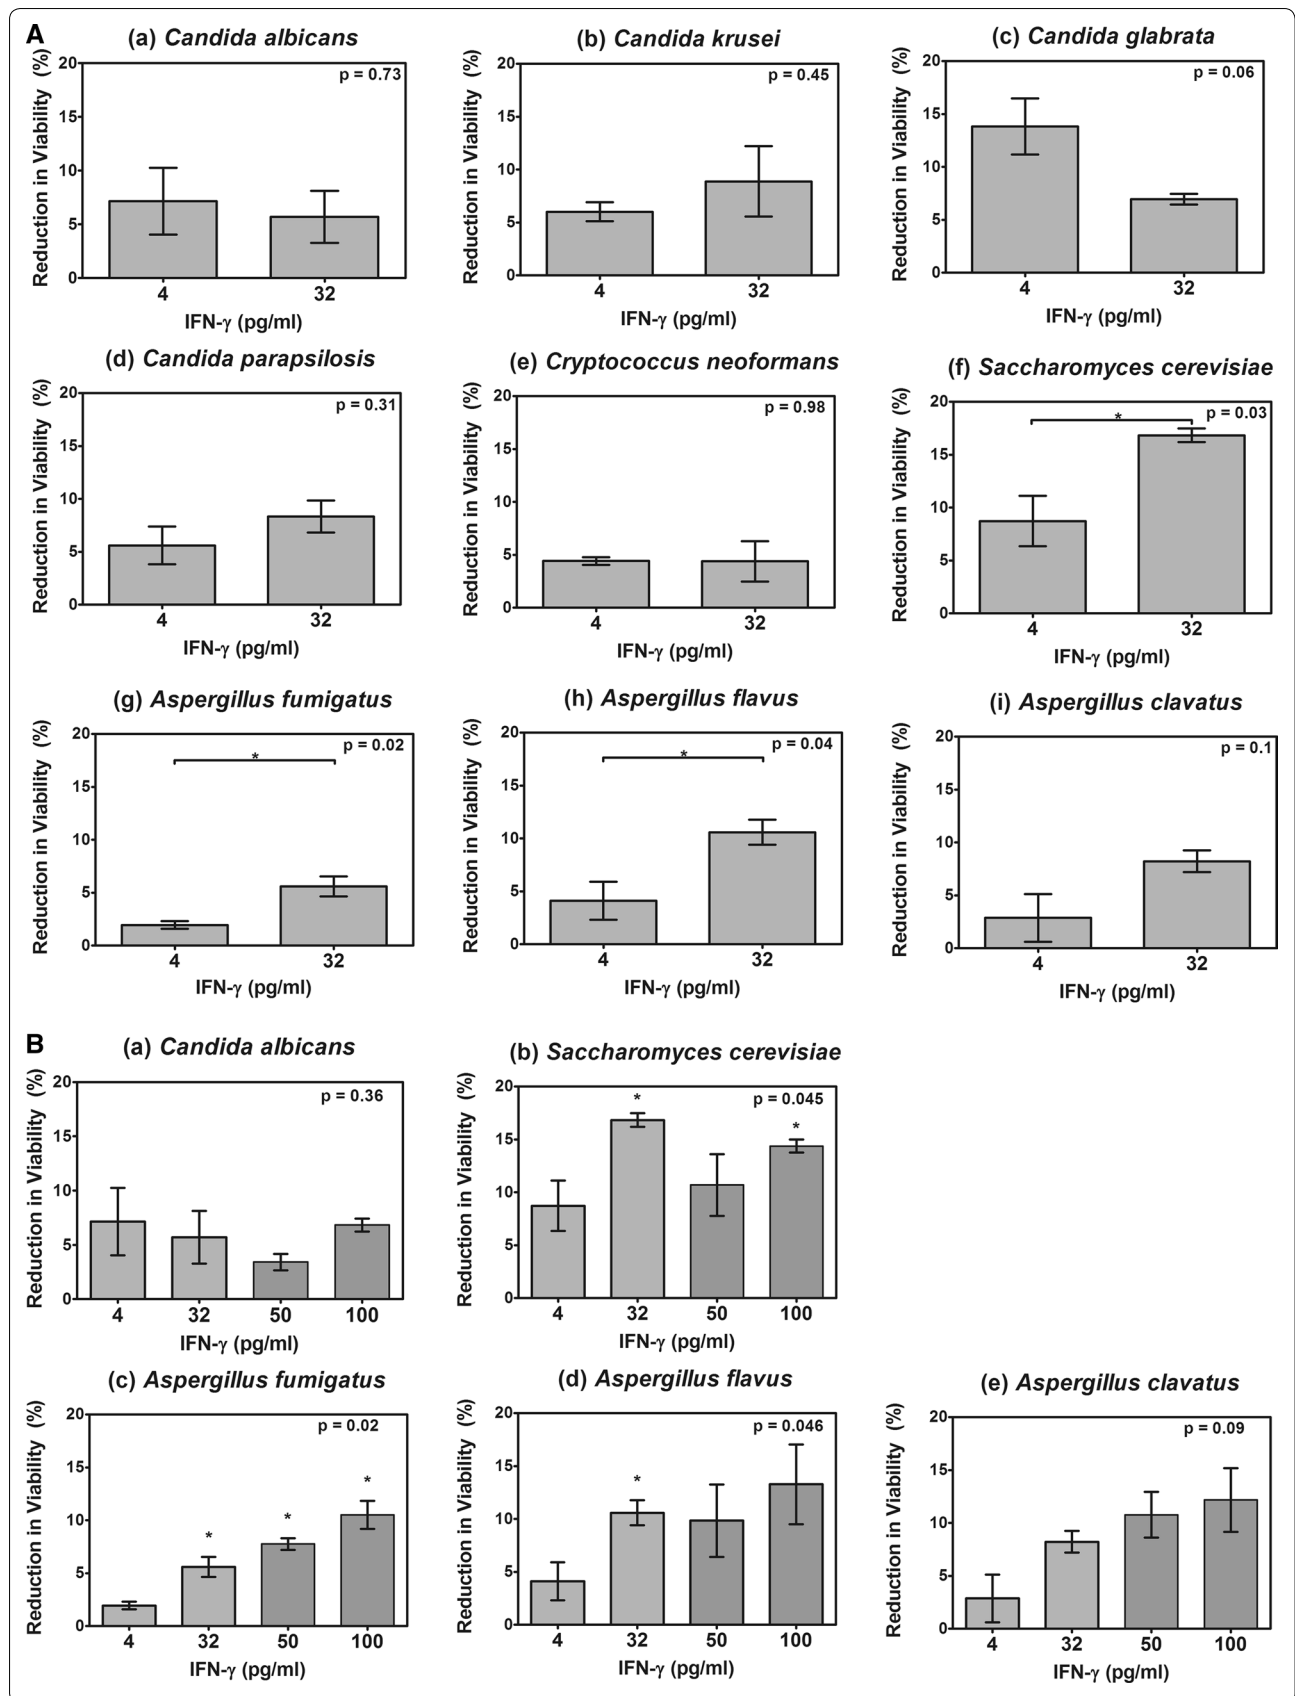 A
(a) Candida albicans
Reduction in Viability (%)
20
15
10
5
0
p = 0.73
4 32
IFN-γ (pg/ml)
(b) Candida krusei
Reduction in Viability (%)
20
15
10
5
0
p = 0.45
4 32
IFN-γ (pg/ml)
(c) Candida glabrata
Reduction in Viability (%)
20
15
10
5
0
p = 0.06
4 32
IFN-γ (pg/ml)
(d) Candida parapsilosis
Reduction in Viability (%)
20
15
10
5
0
p = 0.31
4 32
IFN-γ (pg/ml)
(e) Cryptococcus neoformans
Reduction in Viability (%)
20
15
10
5
0
p = 0.98
4 32
IFN-γ (pg/ml)
(f) Saccharomyces cerevisiae
Reduction in Viability (%)
20
15
10
5
0
* p = 0.03
4 32
IFN-γ (pg/ml)
(g) Aspergillus fumigatus
Reduction in Viability (%)
20
15
10
5
0
p = 0.02
*
4 32
IFN-γ (pg/ml)
(h) Aspergillus flavus
Reduction in Viability (%)
20
15
10
5
0
p = 0.04
*
4 32
IFN-γ (pg/ml)
(i) Aspergillus clavatus
Reduction in Viability (%)
20
15
10
5
0
p = 0.1
4 32
IFN-γ (pg/ml)
B
(a) Candida albicans
Reduction in Viability (%)
20
15
10
5
0
p = 0.36
4 32 50 100
IFN-γ (pg/ml)
(b) Saccharomyces cerevisiae
Reduction in Viability (%)
20
15
10
5
0
* p = 0.045
*
4 32 50 100
IFN-γ (pg/ml)
(c) Aspergillus fumigatus
Reduction in Viability (%)
20
15
10
5
0
p = 0.02
* * *
4 32 50 100
IFN-γ (pg/ml)
(d) Aspergillus flavus
Reduction in Viability (%)
20
15
10
5
0
p = 0.046
*
4 32 50 100
IFN-γ (pg/ml)
(e) Aspergillus clavatus
Reduction in Viability (%)
20
15
10
5
0
p = 0.09
4 32 50 100
IFN-γ (pg/ml)